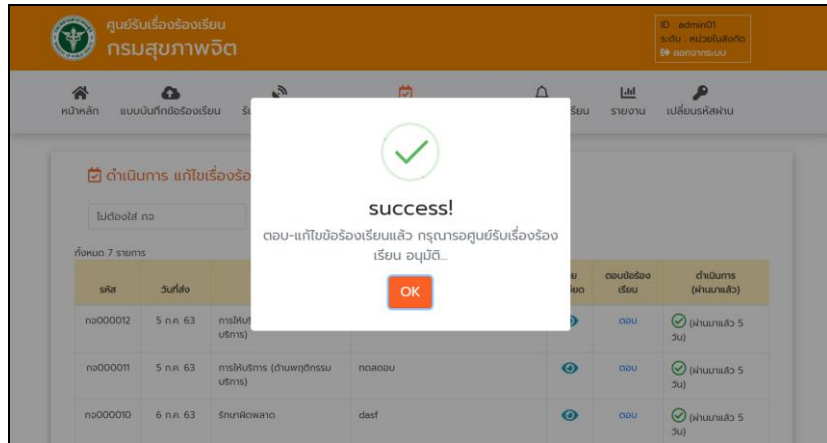 ศูนย์รับเรื่องร้องเรียน
กรมสุขภาพจิต
ID : admin01
ระดับ : หน่วยในสังกัด
ออกจากระบบ
หน้าหลัก
แบบบันทึกข้อร้องเรียน
รายงาน
เปลี่ยนรหัสผ่าน
ดำเนินการ แก้ไขเรื่องร้อ
ไม่ต้องใส่ กจ
success!
ตอบ-แก้ไขข้อร้องเรียนแล้ว กรุณารอศูนย์รับเรื่องร้อง
เรียน อนุมัติ...
OK
ทั้งหมด 7 รายการ
รหัส วันที่ส่ง ตอบข้อร้อง ดำเนินการ
เรียน (ผ่านมาแล้ว)
กจ000012 5 ก.ค. 63 ตอบ (ผ่านมาแล้ว 5
บริการ) วัน)
กจ000011 5 ก.ค. 63 การให้บริการ (ด้านพฤติกรรม ทดสอบ ตอบ (ผ่านมาแล้ว 5
บริการ) วัน)
กจ000010 6 ก.ค. 63 รักษาผิดพลาด dasf ตอบ (ผ่านมาแล้ว 5
วัน)